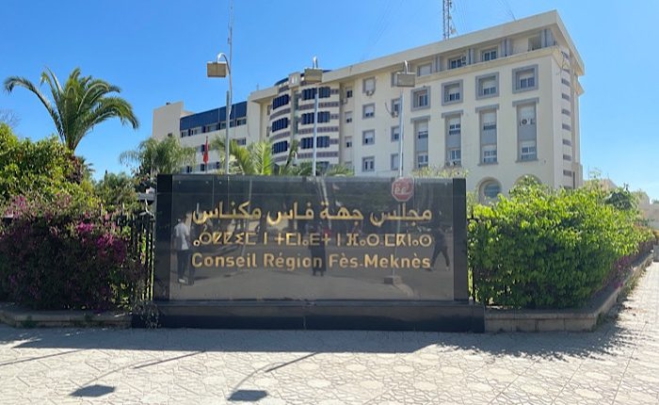 مجلس جهة فاس مكناس
ⴰⵙⵇⵇⵉⵎ ⵏ ⵜⵎⵏⴰⴹⵜ ⵏ ⴼⴰⵙ ⵎⴽⵏⴰⵙ
Conseil Région Fès-Meknès